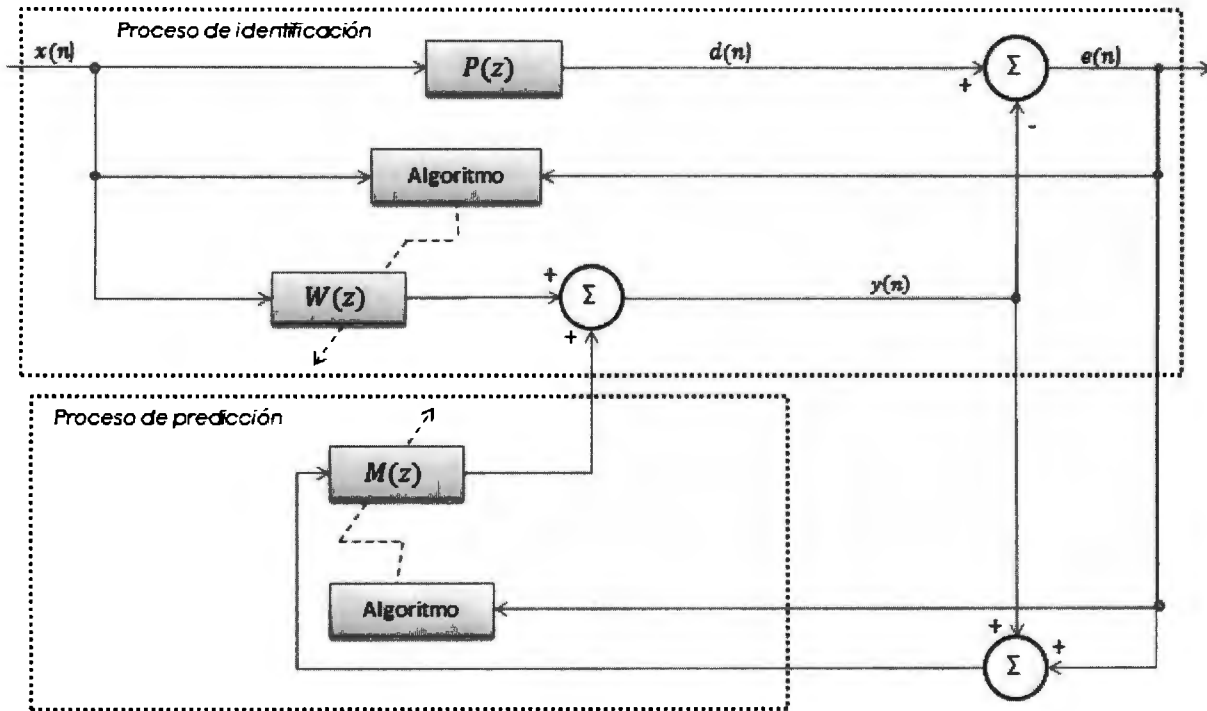 Proceso de identificación
x(n)
P(z)
d(n)
Σ
e(n)
+
-
Algoritmo
W(z)
+
Σ
y(n)
+
Proceso de predicción
M(z)
Algoritmo
+
+
Σ